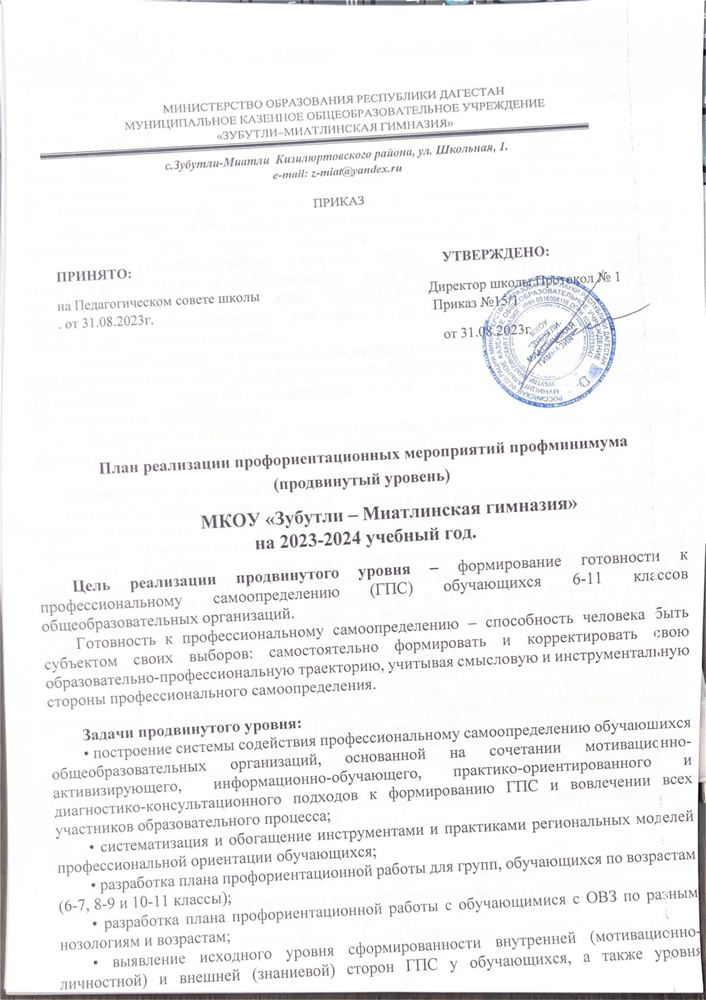 МИНИСТЕРСТВО ОБРАЗОВАНИЯ РЕСПУБЛИКИ ДАГЕСТАН
МУНИЦИПАЛЬНОЕ КАЗЕННОЕ ОБЩЕОБРАЗОВАТЕЛЬНОЕ УЧРЕЖДЕНИЕ
«ЗУБУТЛИ–МИАТЛИНСКАЯ ГИМНАЗИЯ»
с.Зубутли-Миатли Кизилюртовского района, ул. Школьная, 1.
e-mail: z-miat@yandex.ru
ПРИКАЗ
УТВЕРЖДЕНО:
ПРИНЯТО:
Директор школы Протокол № 1
на Педагогическом совете школы
Приказ №15/1
. от 31.08.2023г.
от 31.08.2023г.
МКОУ
"ЗУБУТЛИ-
МИАТЛИНСКАЯ
ГИМНАЗИЯ"
План реализации профориентационных мероприятий профминимума
(продвинутый уровень)
МКОУ «Зубутли – Миатлинская гимназия»
на 2023-2024 учебный год.
Цель реализации продвинутого уровня – формирование готовности к
профессиональному самоопределению (ГПС) обучающихся 6-11 классов
общеобразовательных организаций.
Готовность к профессиональному самоопределению – способность человека быть
субъектом своих выборов: самостоятельно формировать и корректировать свою
образовательно-профессиональную траекторию, учитывая смысловую и инструментальную
стороны профессионального самоопределения.
Задачи продвинутого уровня:
• построение системы содействия профессиональному самоопределению обучающихся
общеобразовательных организаций, основанной на сочетании мотивационно-
активизирующего, информационно-обучающего, практико-ориентированного и
диагностико-консультационного подходов к формированию ГПС и вовлечении всех
участников образовательного процесса;
• систематизация и обогащение инструментами и практиками региональных моделей
профессиональной ориентации обучающихся;
• разработка плана профориентационной работы для групп, обучающихся по возрастам
(6-7, 8-9 и 10-11 классы);
• разработка плана профориентационной работы с обучающимися с ОВЗ по разным
нозологиям и возрастам;
• выявление исходного уровня сформированности внутренней (мотивационно-
личностной) и внешней (знаниевой) сторон ГПС у обучающихся, а также уровня